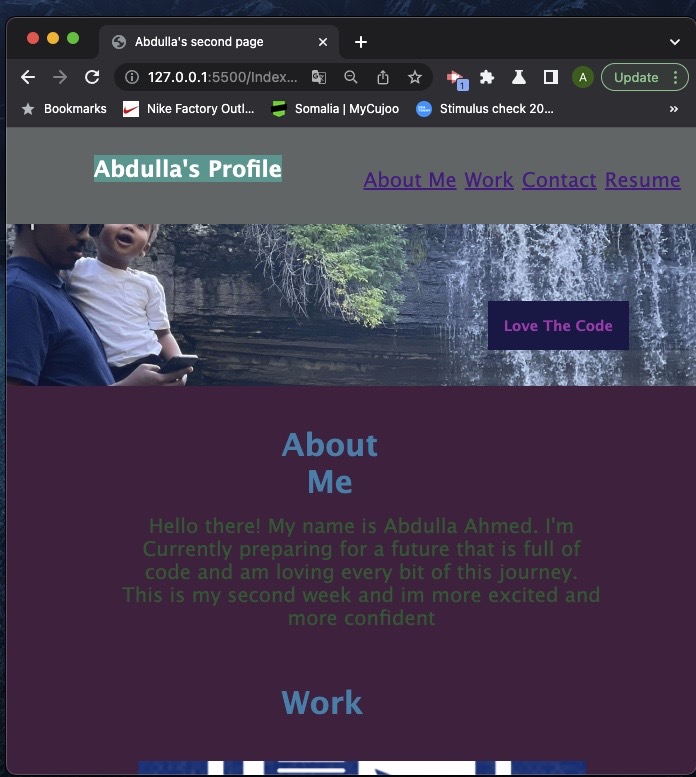 Abdulla's second page
127.0.0.1:5500/Index...
1
A
Update
Bookmarks
Nike Factory Outl...
Somalia | MyCujoo
Stimulus check 20...
»
Abdulla's Profile
About Me Work Contact Resume
Love The Code
About
Me
Hello there! My name is Abdulla Ahmed. I'm
Currently preparing for a future that is full of
code and am loving every bit of this journey.
This is my second week and im more excited and
more confident
Work